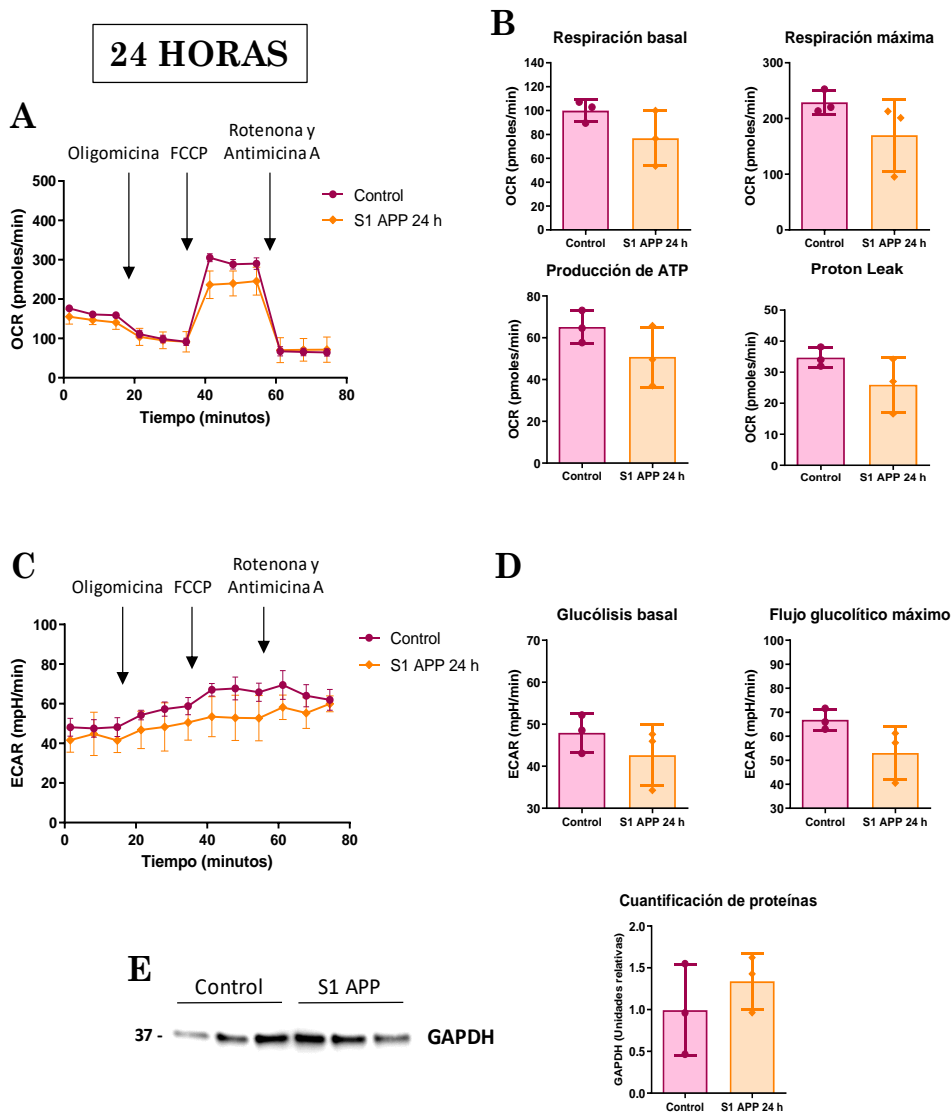 24 HORAS
A
Oligomicina
FCCP
Rotenona y
Antimicina A
Control
S1 APP 24 h
OCR (pmoles/min)
500
400
300
200
100
0
0 20 40 60 80
Tiempo (minutos)
B
Respiración basal
OCR (pmoles/min)
140
120
100
80
60
40
20
0
Control S1 APP 24 h
Respiración máxima
OCR (pmoles/min)
300
200
100
0
Control S1 APP 24 h
Producción de ATP
OCR (pmoles/min)
80
60
40
20
0
Control S1 APP 24 h
Proton Leak
OCR (pmoles/min)
50
40
30
20
10
0
Control S1 APP 24 h
C
Oligomicina
FCCP
Rotenona y
Antimicina A
Control
S1 APP 24 h
ECAR (mpH/min)
100
80
60
40
20
0
0 20 40 60 80
Tiempo (minutos)
D
Glucólisis basal
ECAR (mpH/min)
70
60
50
40
30
Control S1 APP 24 h
Flujo glucolítico máximo
ECAR (mpH/min)
100
90
80
70
60
50
40
30
Control S1 APP 24 h
E
Control S1 APP
37 - GAPDH
Cuantificación de proteínas
GAPDH (Unidades relativas)
2.0
1.5
1.0
0.5
0.0
Control S1 APP 24 h